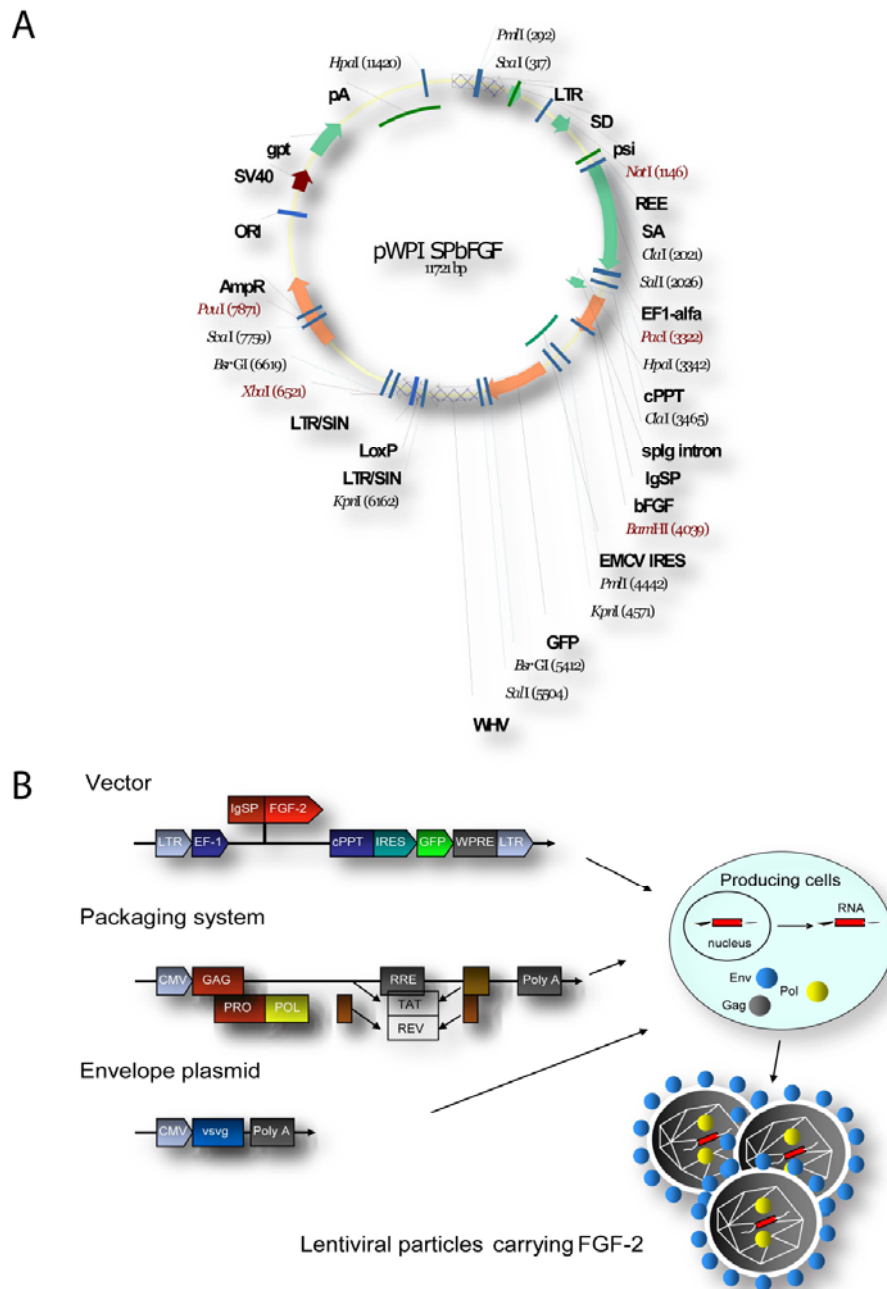 A
PmlI (292)
HpaI (11420)
ScaI (317)
pA
LTR
SD
gpt
psi
NotI (1146)
SV40
REE
SA
ORI
pWPI SPbFGF
11721 bp
ClaI (2021)
SalI (2026)
AmpR
EF1-alfa
PvuI (7871)
PacI (3322)
ScaI (7759)
HpaI (3342)
BsrGI (6619)
cPPT
XbaI (6521)
ClaI (3465)
LTR/SIN
spIg intron
LoxP
IgSP
LTR/SIN
bFGF
KpnI (6162)
BamHI (4039)
EMCV IRES
PmlI (4442)
KpnI (4571)
GFP
BsrGI (5412)
SalI (5504)
WHV
B
Vector
IgSP FGF-2
LTR EF-1 cPPT IRES GFP WPRE LTR
Packaging system
CMV GAG RRE Poly A
PRO POL TAT
REV
Envelope plasmid
CMV vsvg Poly A
Producing cells
RNA
nucleus
Env
Pol
Gag
Lentiviral particles carrying FGF-2